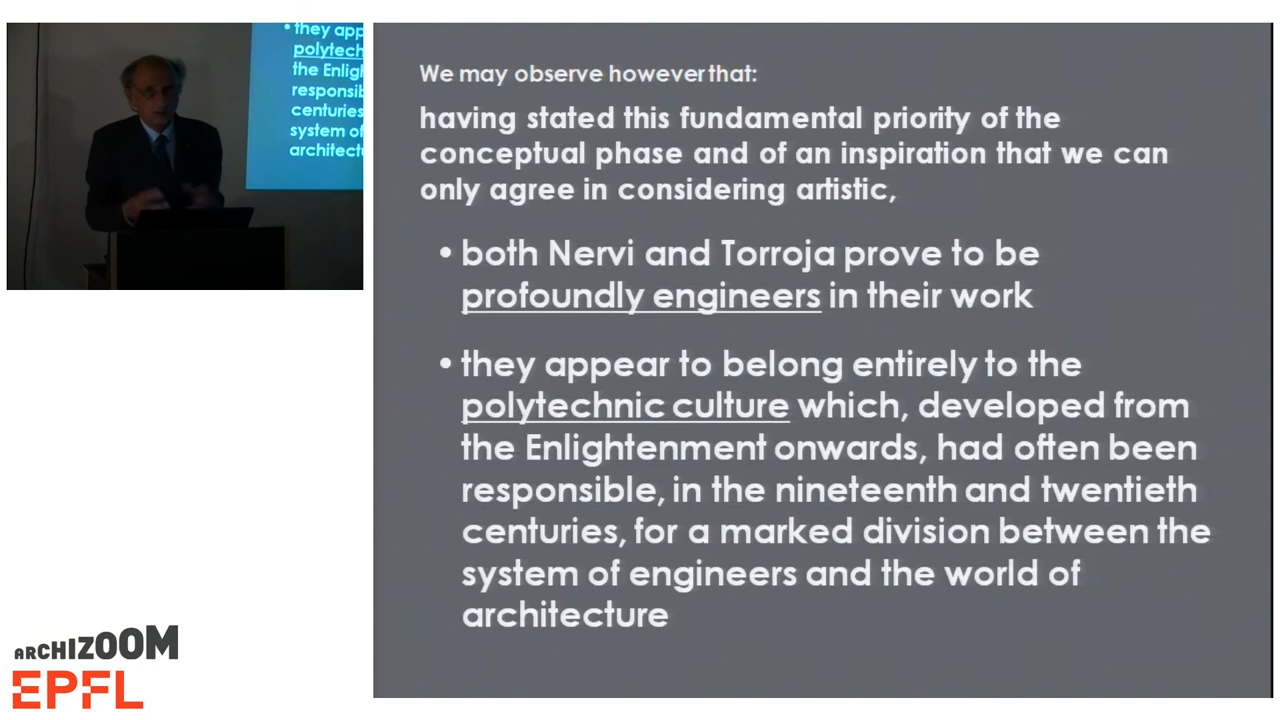 • they app
polytech
the Enlig
responsib
centuries
system of
architectu
We may observe however that:
having stated this fundamental priority of the
conceptual phase and of an inspiration that we can
only agree in considering artistic,
• both Nervi and Torroja prove to be
profoundly engineers in their work
• they appear to belong entirely to the
polytechnic culture which, developed from
the Enlightenment onwards, had often been
responsible, in the nineteenth and twentieth
centuries, for a marked division between the
system of engineers and the world of
architecture
ARCHIZOOM
EPFL